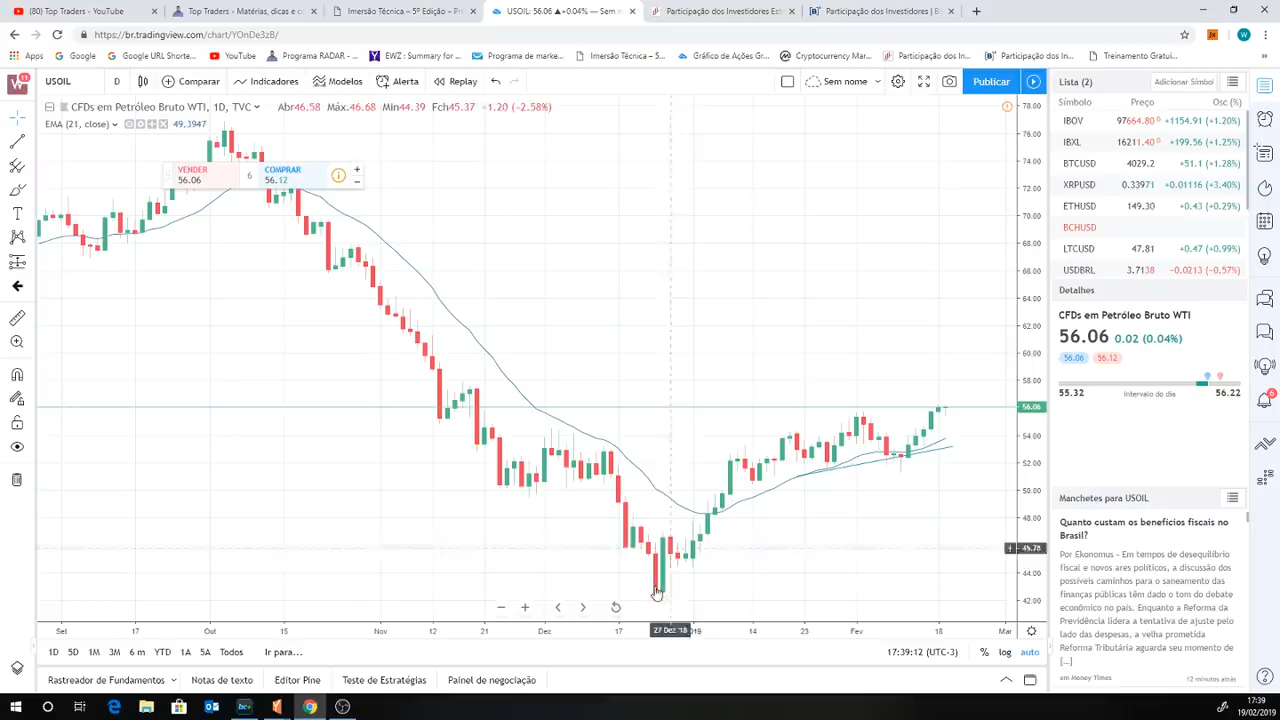 (80) Top Traders - YouTube
Top Traders - Matérias, dicas e co
Imersão Técnica – 5ª Edição – Pr
USOIL: 56.06 ▲+0.04% — Sem n
Participação dos Investidores Est
Participação dos Investidores | B
https://br.tradingview.com/chart/YOnDe3zB/
Apps
Google
Google URL Shorte...
YouTube
Programa RADAR - ...
EWZ : Summary for ...
Programa de marke...
Imersão Técnica - 5...
Gráfico de Ações, Gr...
Cryptocurrency Mar...
Participação dos In...
Participação dos In...
Treinamento Gratui...
USOIL
D
Comparar
Indicadores
Modelos
Alerta
Replay
Sem nome
Publicar
Lista (2)
Adicionar Símbol
CFDs em Petróleo Bruto WTI, 1D, TVC
Abr46.58 Máx.46.68 Mín44.39 Fch45.37 +1.20 (−2.58%)
EMA (21, close)
49,3947
VENDER
56.06
6
COMPRAR
56.12
Símbolo Preço Osc (%)
IBOV 97664.80 D +1154.91 (+1.20%)
IBXL 16211.40 D +199.56 (+1.25%)
BTCUSD 4029.2 +51.1 (+1.28%)
XRPUSD 0.33971 +0.01116 (+3.40%)
ETHUSD 149.30 +0.43 (+0.29%)
BCHUSD
LTCUSD 47.81 +0.47 (+0.99%)
USDBRL 3.7138 −0.0213 (−0.57%)
Detalhes
CFDs em Petróleo Bruto WTI
56.06 0.02 (0.04%)
56.06 56.12
55.32 Intervalo do dia 56.22
Manchetes para USOIL
Quanto custam os benefícios fiscais no
Brasil?
Por Ekonomus - Em tempos de desequilíbrio
fiscal e novos ares políticos, a discussão dos
possíveis caminhos para o saneamento das
finanças públicas têm dado o tom do debate
econômico no país. Enquanto a Reforma da
Previdência lidera a tentativa de ajuste pelo
lado das despesas, a velha prometida
Reforma Tributária aguarda seu momento de
[...]
em Money Times
12 minutos atrás
78.00
76.00
74.00
72.00
70.00
68.00
66.00
64.00
62.00
60.00
58.00
56.06
54.00
52.00
50.00
48.00
44.00
42.00
Set
Out
15
Nov
12
21
Dez
17
27 Dez '18
2019
14
23
Fev
18
Mar
1D 5D 1M 3M 6 m YTD 1A 5A Todos
Ir para...
17:39:12 (UTC-3)
% log auto
Rastreador de Fundamentos
Notas de texto
Editor Pine
Teste de Estratégias
Painel de negociação
17:39
19/02/2019